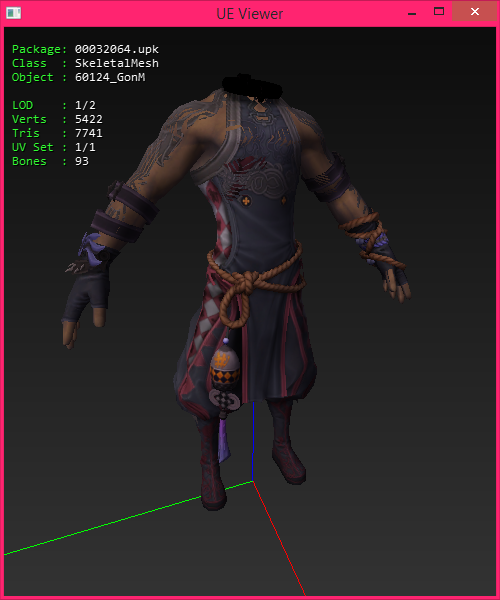 UE Viewer
Package: 00032064.upk
Class : SkeletalMesh
Object : 60124_GonM
LOD : 1/2
Verts : 5422
Tris : 7741
UV Set : 1/1
Bones : 93